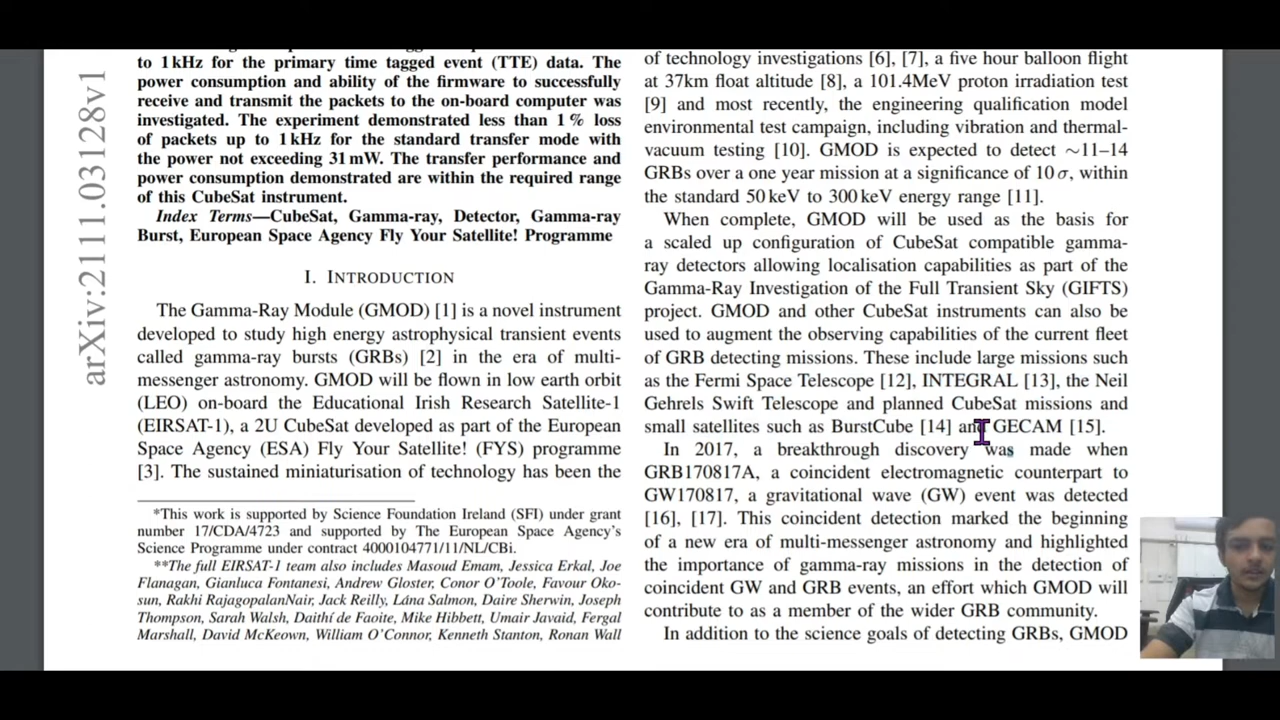 arXiv:2111.03128v1
to 1 kHz for the primary time tagged event (TTE) data. The
power consumption and ability of the firmware to successfully
receive and transmit the packets to the on-board computer was
investigated. The experiment demonstrated less than 1 % loss
of packets up to 1 kHz for the standard transfer mode with
the power not exceeding 31 mW. The transfer performance and
power consumption demonstrated are within the required range
of this CubeSat instrument.
Index Terms—CubeSat, Gamma-ray, Detector, Gamma-ray
Burst, European Space Agency Fly Your Satellite! Programme
I. INTRODUCTION
The Gamma-Ray Module (GMOD) [1] is a novel instrument
developed to study high energy astrophysical transient events
called gamma-ray bursts (GRBs) [2] in the era of multi-
messenger astronomy. GMOD will be flown in low earth orbit
(LEO) on-board the Educational Irish Research Satellite-1
(EIRSAT-1), a 2U CubeSat developed as part of the European
Space Agency (ESA) Fly Your Satellite! (FYS) programme
[3]. The sustained miniaturisation of technology has been the
*This work is supported by Science Foundation Ireland (SFI) under grant
number 17/CDA/4723 and supported by The European Space Agency's
Science Programme under contract 4000104771/11/NL/CBi.
**The full EIRSAT-1 team also includes Masoud Emam, Jessica Erkal, Joe
Flanagan, Gianluca Fontanesi, Andrew Gloster, Conor O'Toole, Favour Oko-
sun, Rakhi RajagopalanNair, Jack Reilly, Lána Salmon, Daire Sherwin, Joseph
Thompson, Sarah Walsh, Daithí de Faoite, Mike Hibbett, Umair Javaid, Fergal
Marshall, David McKeown, William O'Connor, Kenneth Stanton, Ronan Wall
of technology investigations [6], [7], a five hour balloon flight
at 37km float altitude [8], a 101.4MeV proton irradiation test
[9] and most recently, the engineering qualification model
environmental test campaign, including vibration and thermal-
vacuum testing [10]. GMOD is expected to detect ∼11–14
GRBs over a one year mission at a significance of 10 σ, within
the standard 50 keV to 300 keV energy range [11].
When complete, GMOD will be used as the basis for
a scaled up configuration of CubeSat compatible gamma-
ray detectors allowing localisation capabilities as part of the
Gamma-Ray Investigation of the Full Transient Sky (GIFTS)
project. GMOD and other CubeSat instruments can also be
used to augment the observing capabilities of the current fleet
of GRB detecting missions. These include large missions such
as the Fermi Space Telescope [12], INTEGRAL [13], the Neil
Gehrels Swift Telescope and planned CubeSat missions and
small satellites such as BurstCube [14] and GECAM [15].
In 2017, a breakthrough discovery was made when
GRB170817A, a coincident electromagnetic counterpart to
GW170817, a gravitational wave (GW) event was detected
[16], [17]. This coincident detection marked the beginning
of a new era of multi-messenger astronomy and highlighted
the importance of gamma-ray missions in the detection of
coincident GW and GRB events, an effort which GMOD will
contribute to as a member of the wider GRB community.
In addition to the science goals of detecting GRBs, GMOD